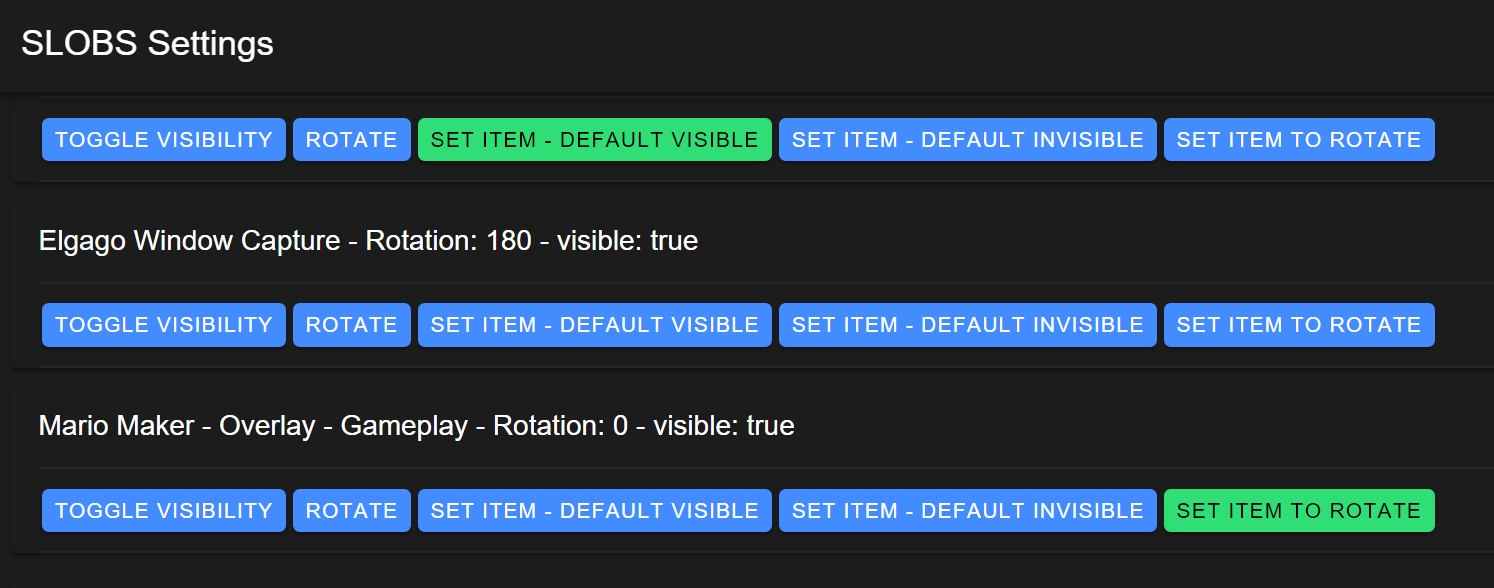 SLOBS Settings
TOGGLE VISIBILITY ROTATE SET ITEM - DEFAULT VISIBLE SET ITEM - DEFAULT INVISIBLE SET ITEM TO ROTATE
Elgago Window Capture - Rotation: 180 - visible: true
TOGGLE VISIBILITY ROTATE SET ITEM - DEFAULT VISIBLE SET ITEM - DEFAULT INVISIBLE SET ITEM TO ROTATE
Mario Maker - Overlay - Gameplay - Rotation: 0 - visible: true
TOGGLE VISIBILITY ROTATE SET ITEM - DEFAULT VISIBLE SET ITEM - DEFAULT INVISIBLE SET ITEM TO ROTATE